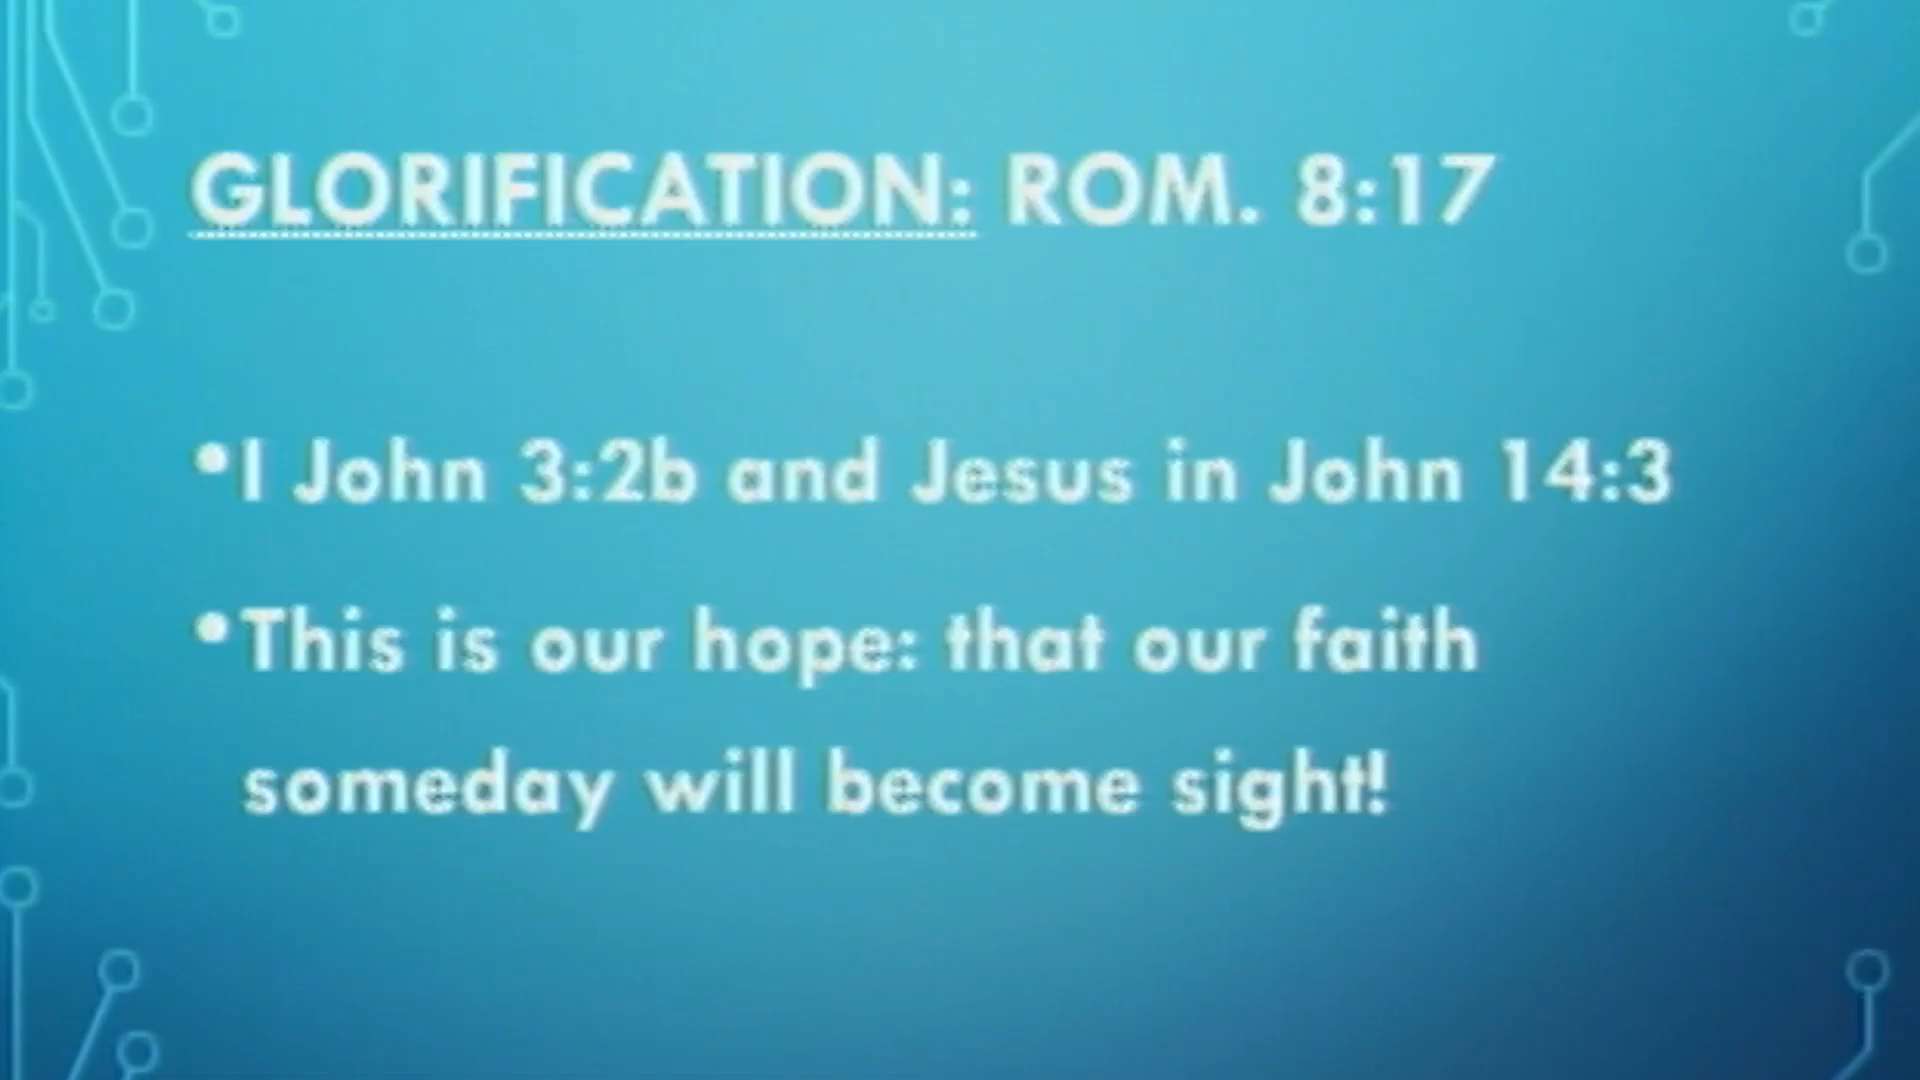 GLORIFICATION: ROM. 8:17
•I John 3:2b and Jesus in John 14:3
•This is our hope: that our faith
someday will become sight!